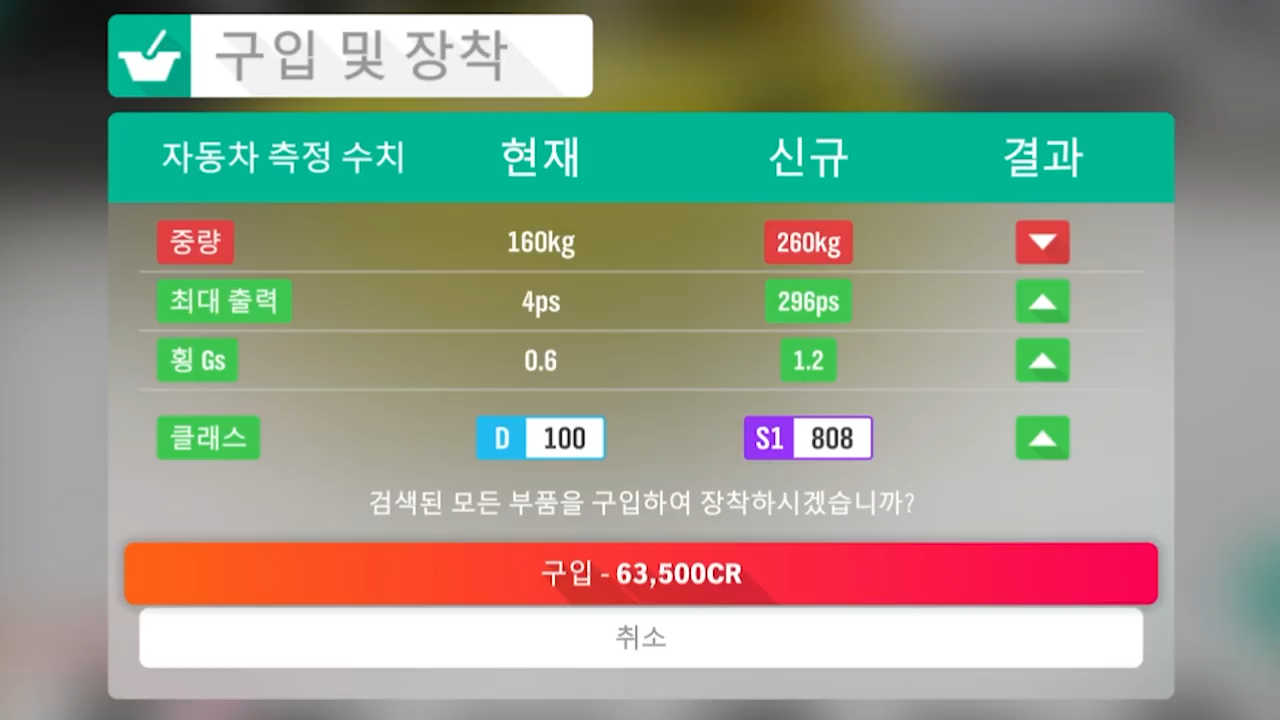 구입 및 장착
자동차 측정 수치 현재 신규 결과
중량 160kg 260kg
최대 출력 4ps 296ps
횡 Gs 0.6 1.2
클래스 D 100 S1 808
검색된 모든 부품을 구입하여 장착하시겠습니까?
구입 - 63,500CR
취소